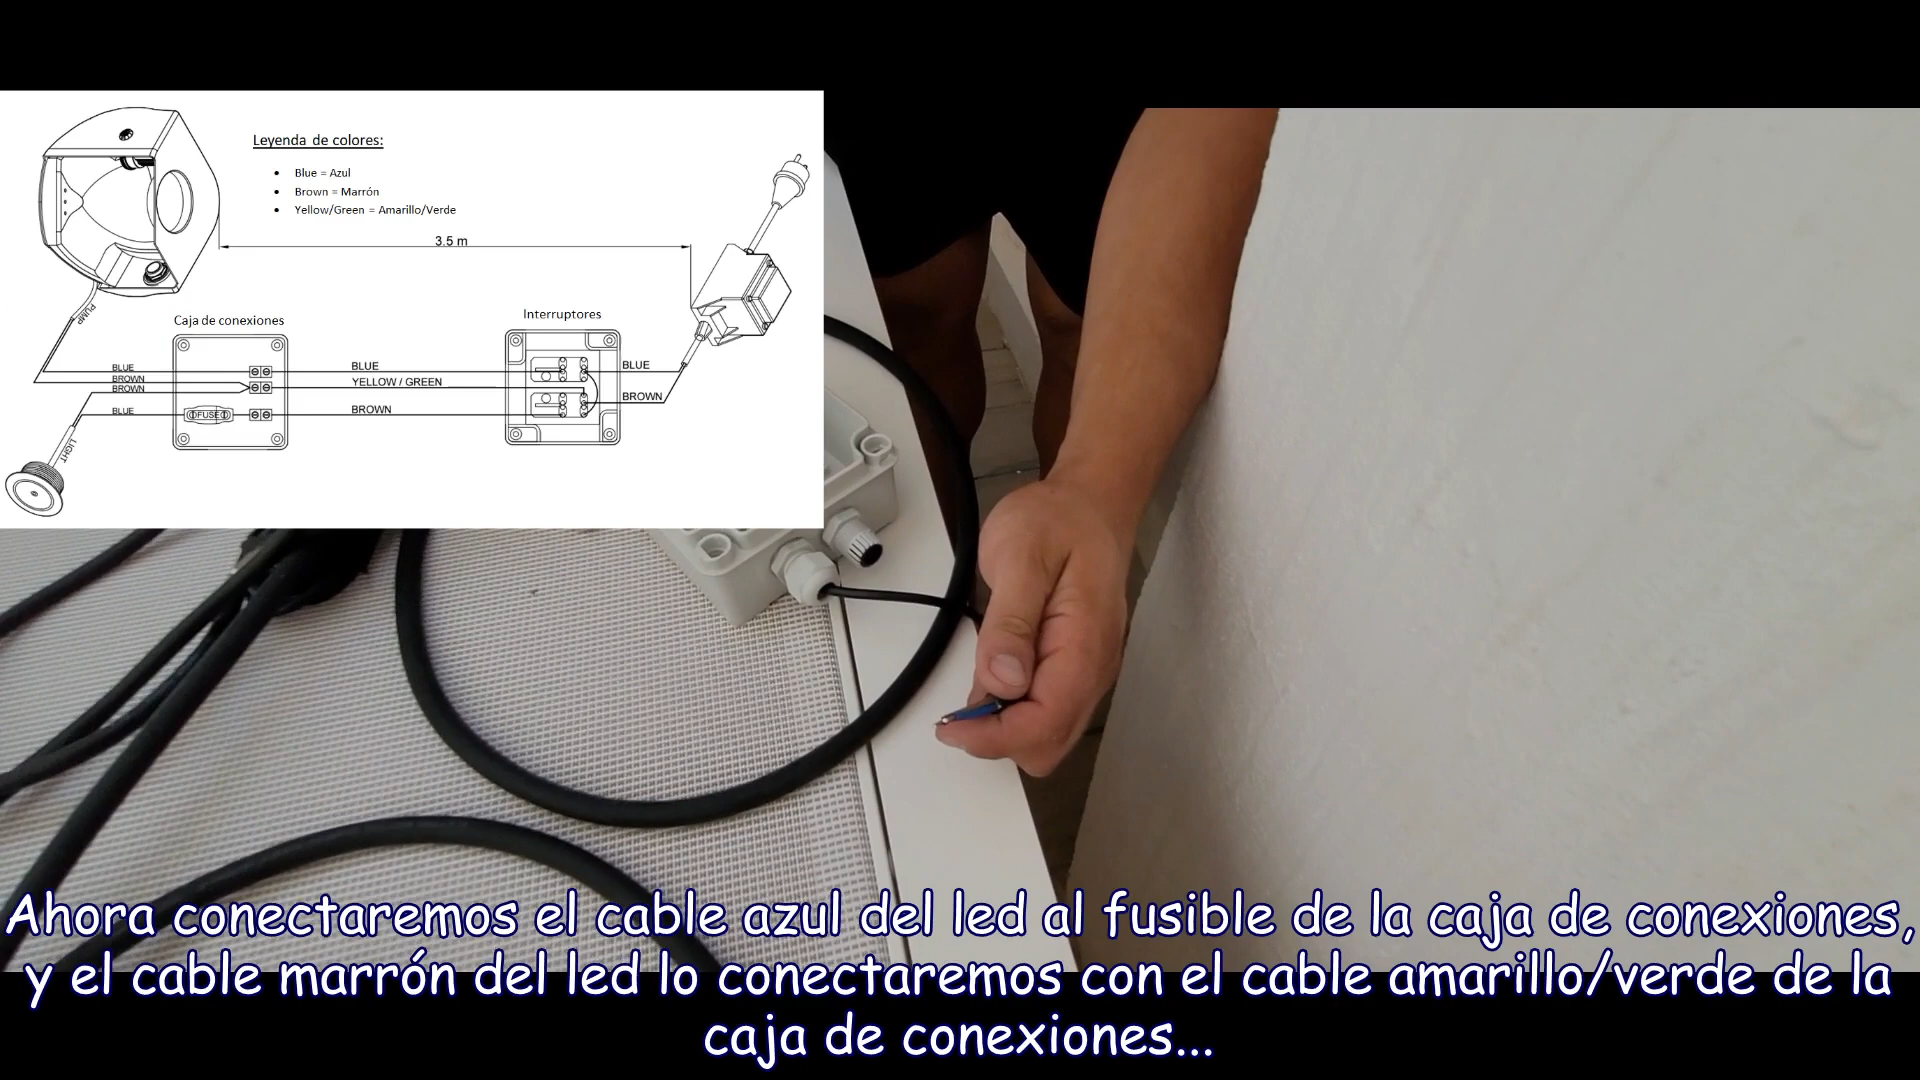 Leyenda de colores:
Blue = Azul
Brown = Marrón
Yellow/Green = Amarillo/Verde
3.5 m
PUMP
Caja de conexiones
Interruptores
BLUE
BROWN
BROWN
BLUE
FUSE
BLUE
YELLOW / GREEN
BROWN
BLUE
BROWN
LIGHT
Ahora conectaremos el cable azul del led al fusible de la caja de conexiones,
y el cable marrón del led lo conectaremos con el cable amarillo/verde de la
caja de conexiones...